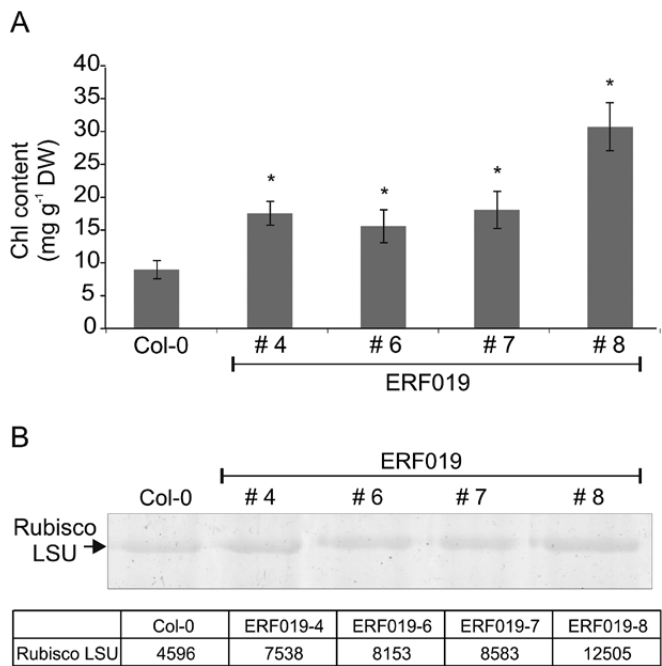 A
40
35
30
25
20
15
10
5
0
Chl content
(mg g-1 DW)
*
*
*
*
Col-0 # 4 # 6 # 7 # 8
ERF019
B
ERF019
Col-0 # 4 # 6 # 7 # 8
Rubisco
LSU
Col-0 ERF019-4 ERF019-6 ERF019-7 ERF019-8
Rubisco LSU 4596 7538 8153 8583 12505